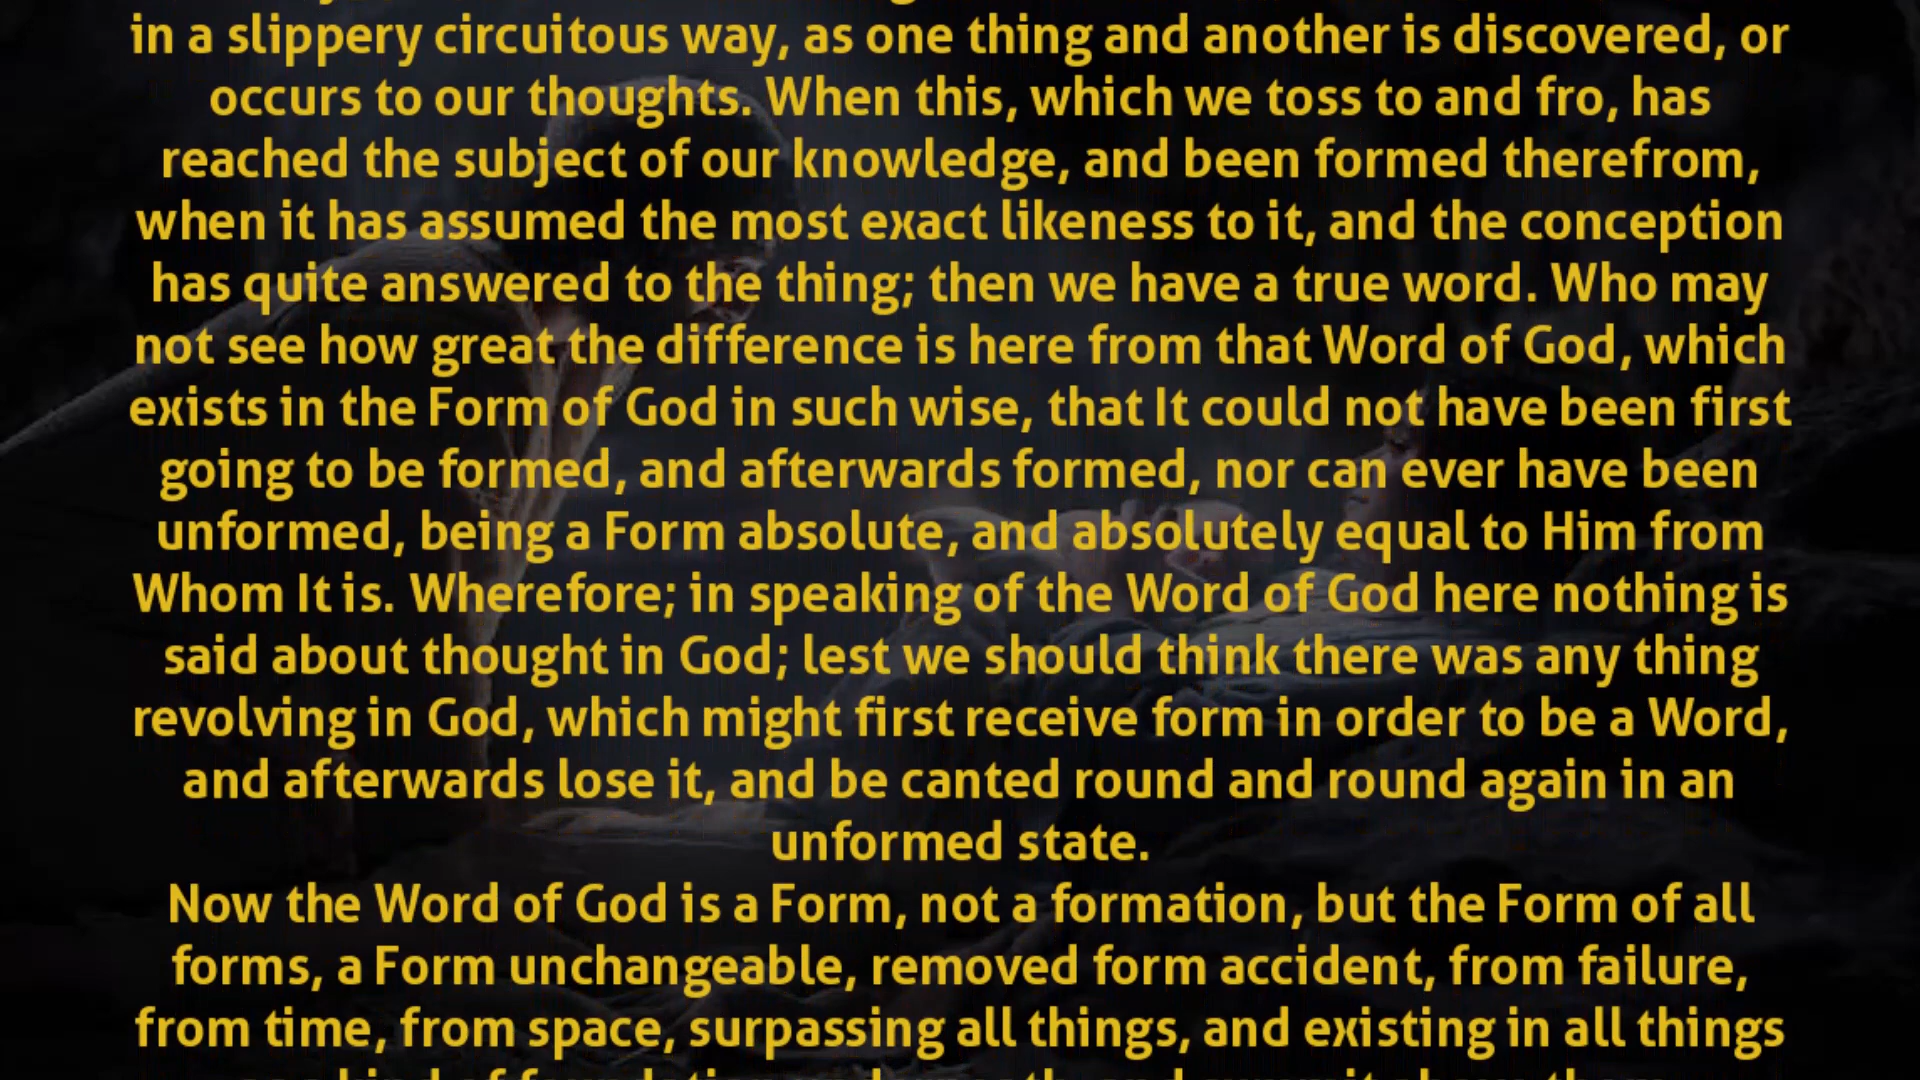 in a slippery circuitous way, as one thing and another is discovered, or
occurs to our thoughts. When this, which we toss to and fro, has
reached the subject of our knowledge, and been formed therefrom,
when it has assumed the most exact likeness to it, and the conception
has quite answered to the thing; then we have a true word. Who may
not see how great the difference is here from that Word of God, which
exists in the Form of God in such wise, that It could not have been first
going to be formed, and afterwards formed, nor can ever have been
unformed, being a Form absolute, and absolutely equal to Him from
Whom It is. Wherefore; in speaking of the Word of God here nothing is
said about thought in God; lest we should think there was any thing
revolving in God, which might first receive form in order to be a Word,
and afterwards lose it, and be canted round and round again in an
unformed state.
Now the Word of God is a Form, not a formation, but the Form of all
forms, a Form unchangeable, removed form accident, from failure,
from time, from space, surpassing all things, and existing in all things